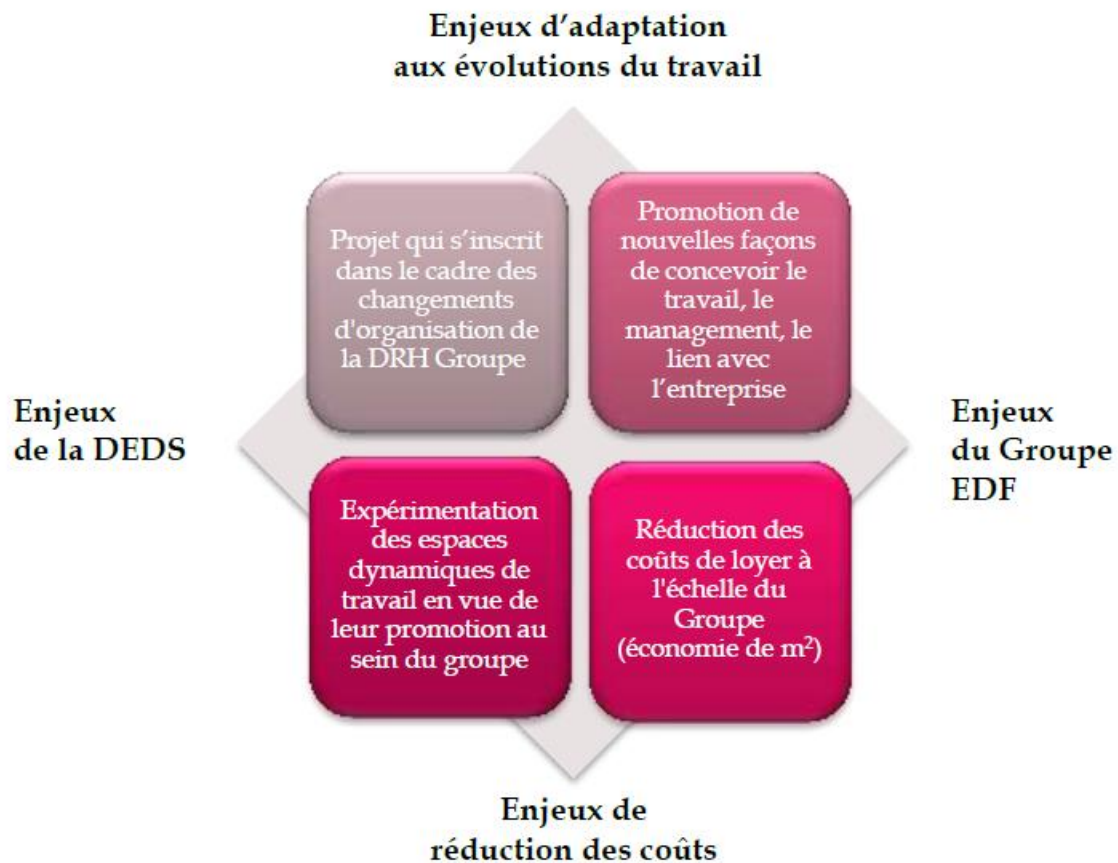 Enjeux d’adaptation
aux évolutions du travail
Projet qui s’inscrit
dans le cadre des
changements
d'organisation de
la DRH Groupe
Promotion de
nouvelles façons
de concevoir le
travail, le
management, le
lien avec
l’entreprise
Enjeux
de la DEDS
Enjeux
du Groupe
EDF
Expérimentation
des espaces
dynamiques de
travail en vue de
leur promotion au
sein du groupe
Réduction des
coûts de loyer à
l'échelle du
Groupe
(économie de m²)
Enjeux de
réduction des coûts